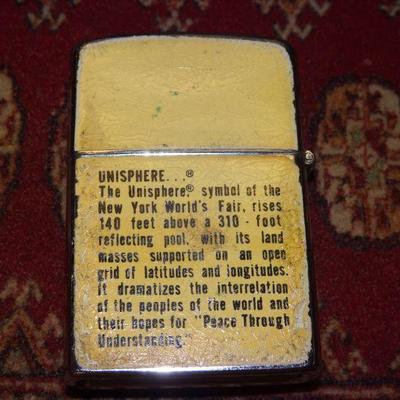 UNISPHERE...®
The Unisphere,® symbol of the
New York World's Fair, rises
140 feet above a 310-foot
reflecting pool, with its land
masses supported on an open
grid of latitudes and longitudes.
It dramatizes the interrelation
of the peoples of the world and
their hopes for "Peace Through
Understanding."